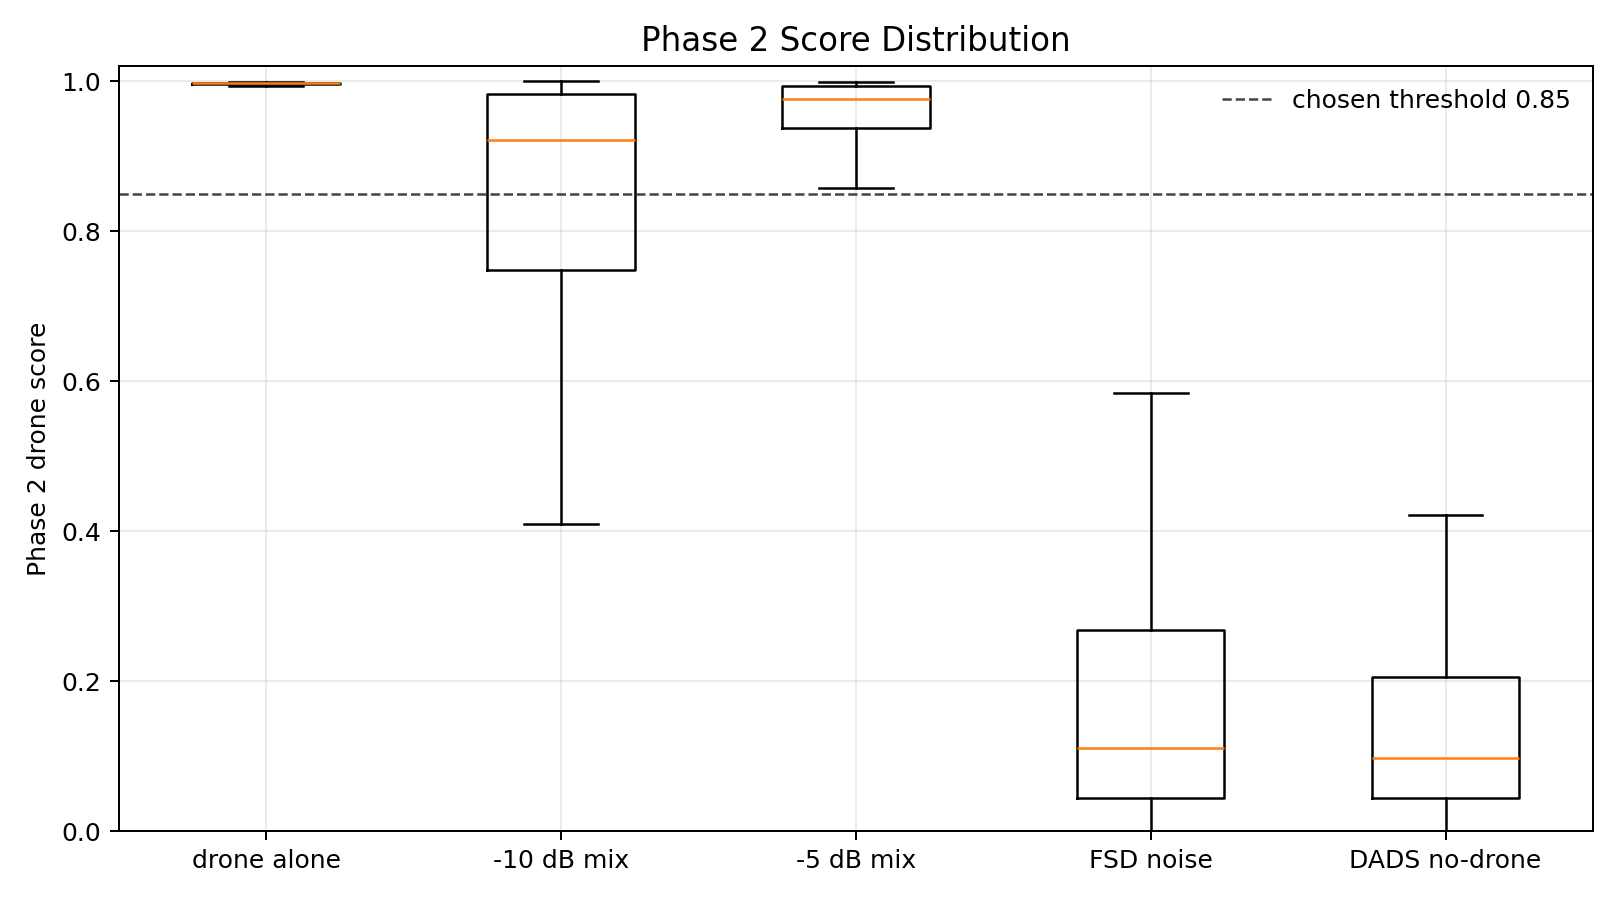 Phase 2 Score Distribution
chosen threshold 0.85
Phase 2 drone score
1.0
0.8
0.6
0.4
0.2
0.0
drone alone
-10 dB mix
-5 dB mix
FSD noise
DADS no-drone